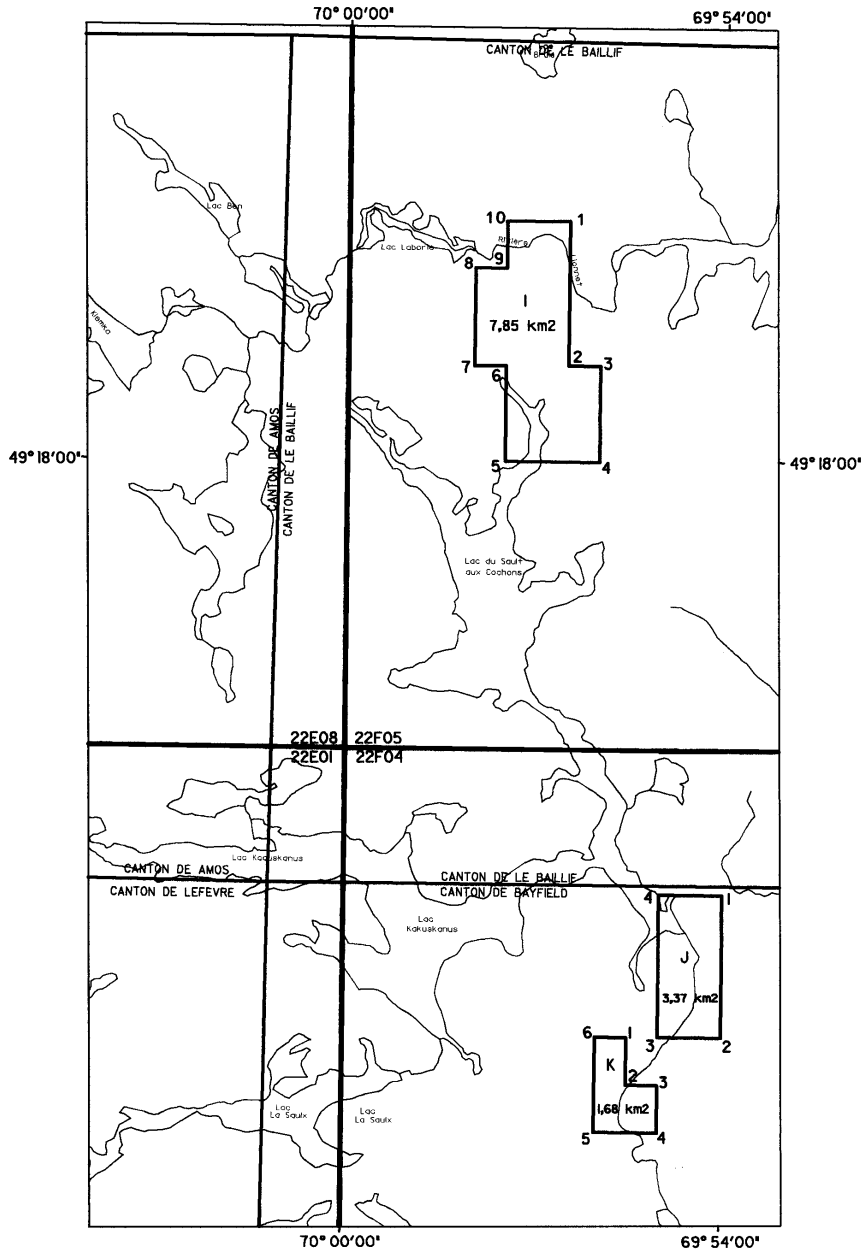 70°00'00" 69°54'00"
CANTON DE LE BAILLIF
Lac Ben
10 1
Rivière
Lac Laborie
9
8
Lionnet
I
7,85 km2
2 3
7 6
CANTON DE AMOS
CANTON DE LE BAILLIF
49°18'00" 49°18'00"
5 4
Lac du Sault
aux Cochons
22E08 22F05
22E01 22F04
Lac Kakuskanus
CANTON DE AMOS CANTON DE LE BAILLIF
CANTON DE LEFEVRE CANTON DE BAYFIELD
4 1
Lac
Kakuskanus
J
3,37 km2
6 1
3 2
K
2 3
1,68 km2
Lac
La Saulx
Lac
La Saulx
5 4
70°00'00" 69°54'00"